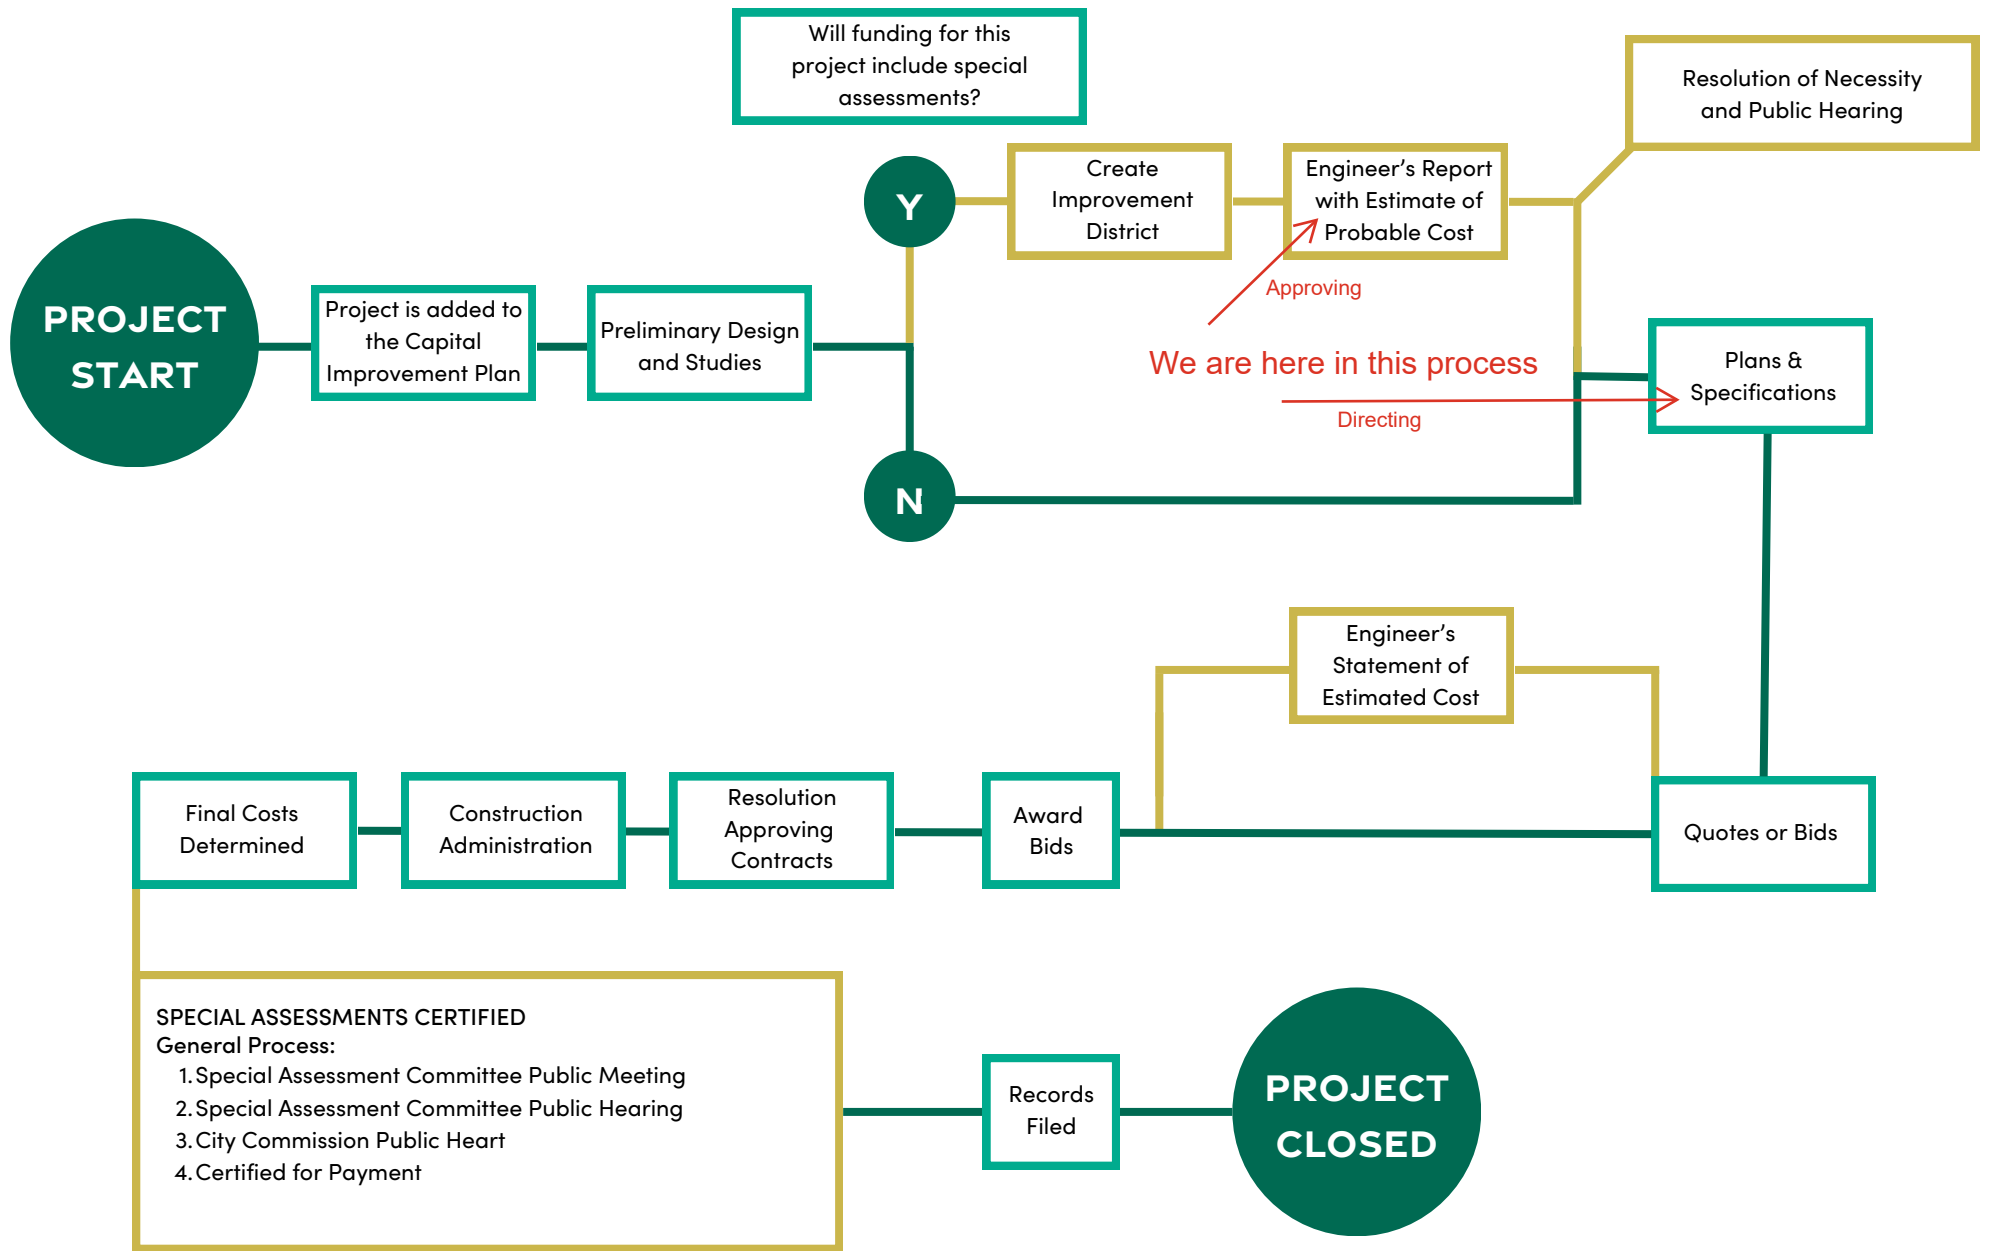 Will funding for this
project include special
assessments?
Resolution of Necessity
and Public Hearing
Y
Create
Improvement
District
Engineer's Report
with Estimate of
Probable Cost
Approving
PROJECT
START
Project is added to
the Capital
Improvement Plan
Preliminary Design
and Studies
We are here in this process
Directing
Plans &
Specifications
N
Engineer's
Statement of
Estimated Cost
Final Costs
Determined
Construction
Administration
Resolution
Approving
Contracts
Award
Bids
Quotes or Bids
SPECIAL ASSESSMENTS CERTIFIED
General Process:
1. Special Assessment Committee Public Meeting
2. Special Assessment Committee Public Hearing
3. City Commission Public Heart
4. Certified for Payment
Records
Filed
PROJECT
CLOSED